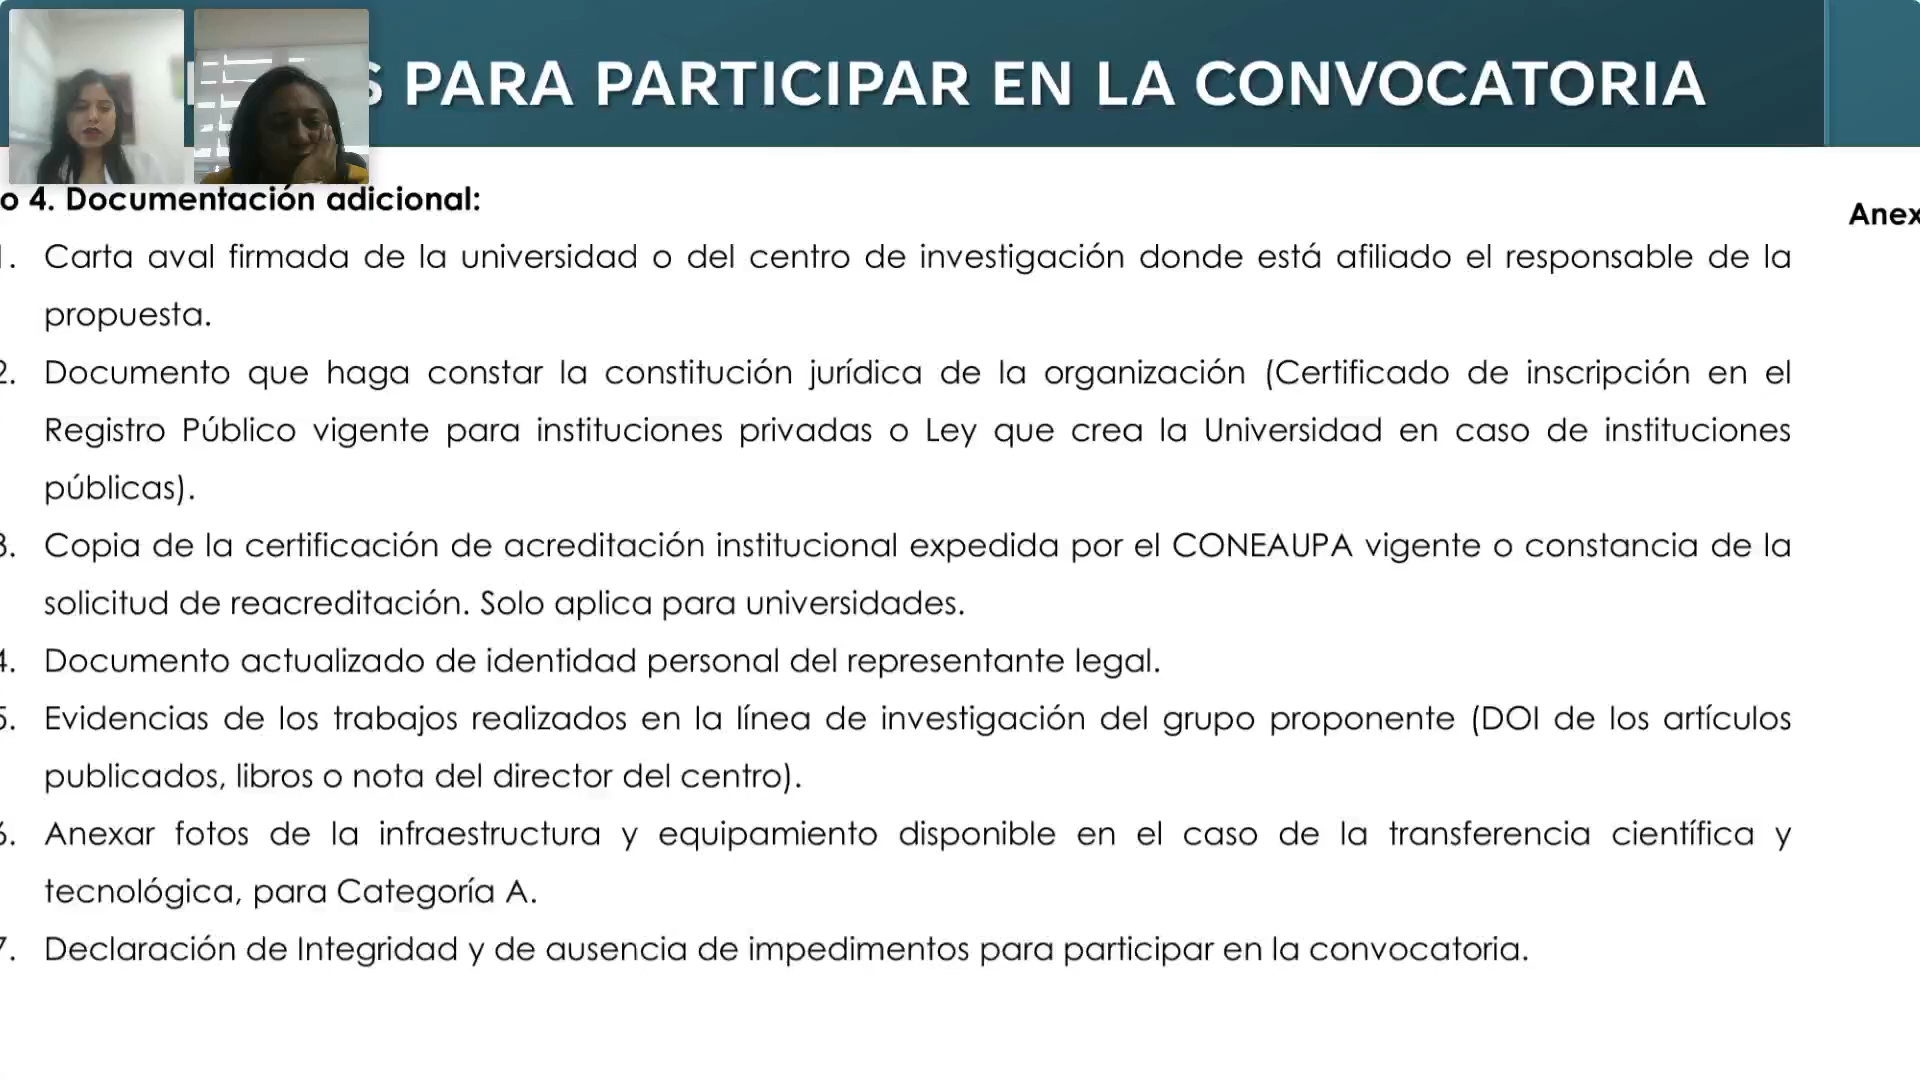 PARA PARTICIPAR EN LA CONVOCATORIA
o 4. Documentación adicional:
Anex
1. Carta aval firmada de la universidad o del centro de investigación donde está afiliado el responsable de la
propuesta.
2. Documento que haga constar la constitución jurídica de la organización (Certificado de inscripción en el
Registro Público vigente para instituciones privadas o Ley que crea la Universidad en caso de instituciones
públicas).
3. Copia de la certificación de acreditación institucional expedida por el CONEAUPA vigente o constancia de la
solicitud de reacreditación. Solo aplica para universidades.
4. Documento actualizado de identidad personal del representante legal.
5. Evidencias de los trabajos realizados en la línea de investigación del grupo proponente (DOI de los artículos
publicados, libros o nota del director del centro).
6. Anexar fotos de la infraestructura y equipamiento disponible en el caso de la transferencia científica y
tecnológica, para Categoría A.
7. Declaración de Integridad y de ausencia de impedimentos para participar en la convocatoria.